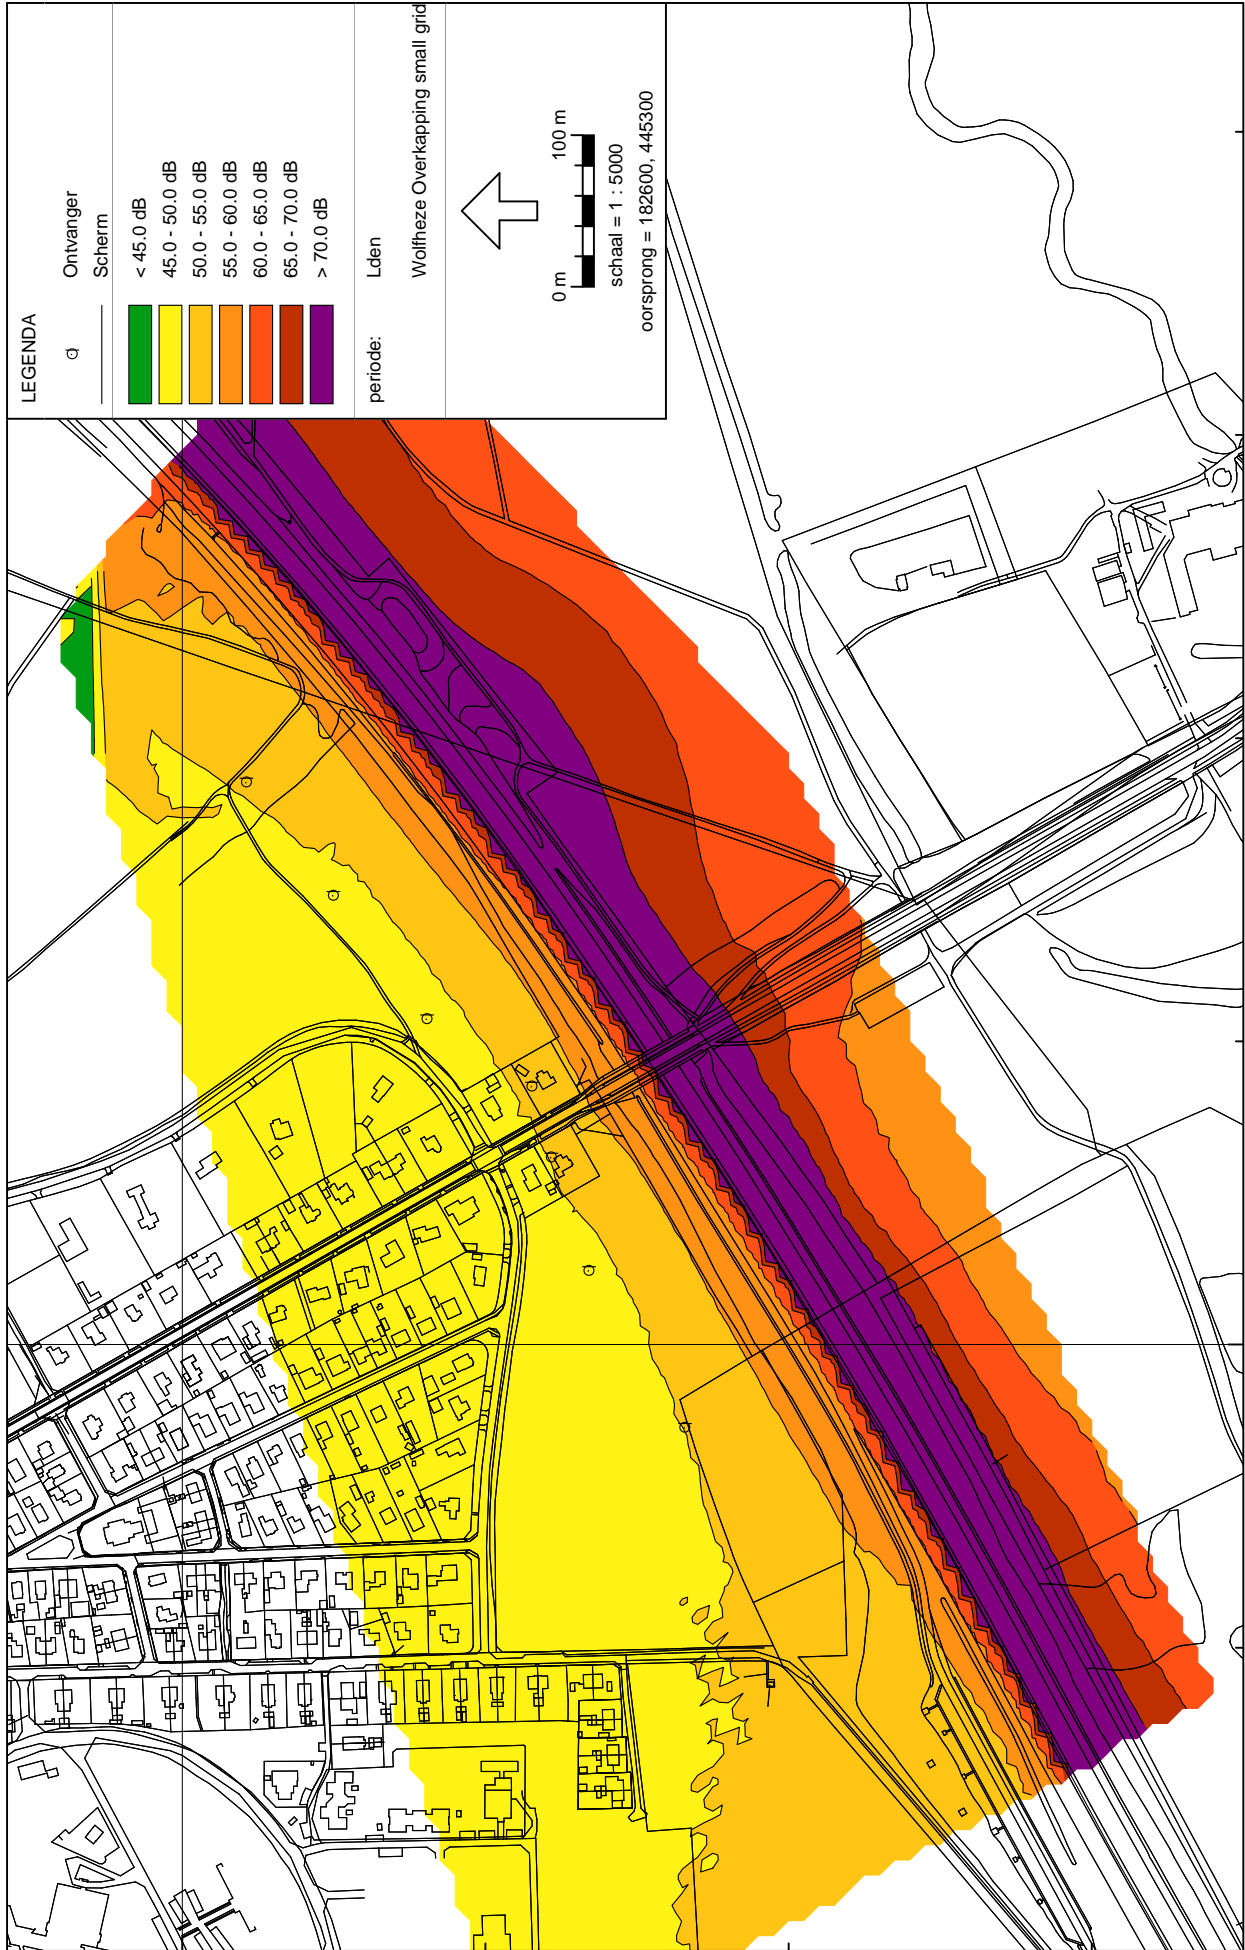 LEGENDA
Ontvanger
Scherm
< 45.0 dB
45.0 - 50.0 dB
50.0 - 55.0 dB
55.0 - 60.0 dB
60.0 - 65.0 dB
65.0 - 70.0 dB
> 70.0 dB
periode: Lden
Wolfheze Overkapping small grid
0 m 100 m
schaal = 1 : 5000
oorsprong = 182600, 445300